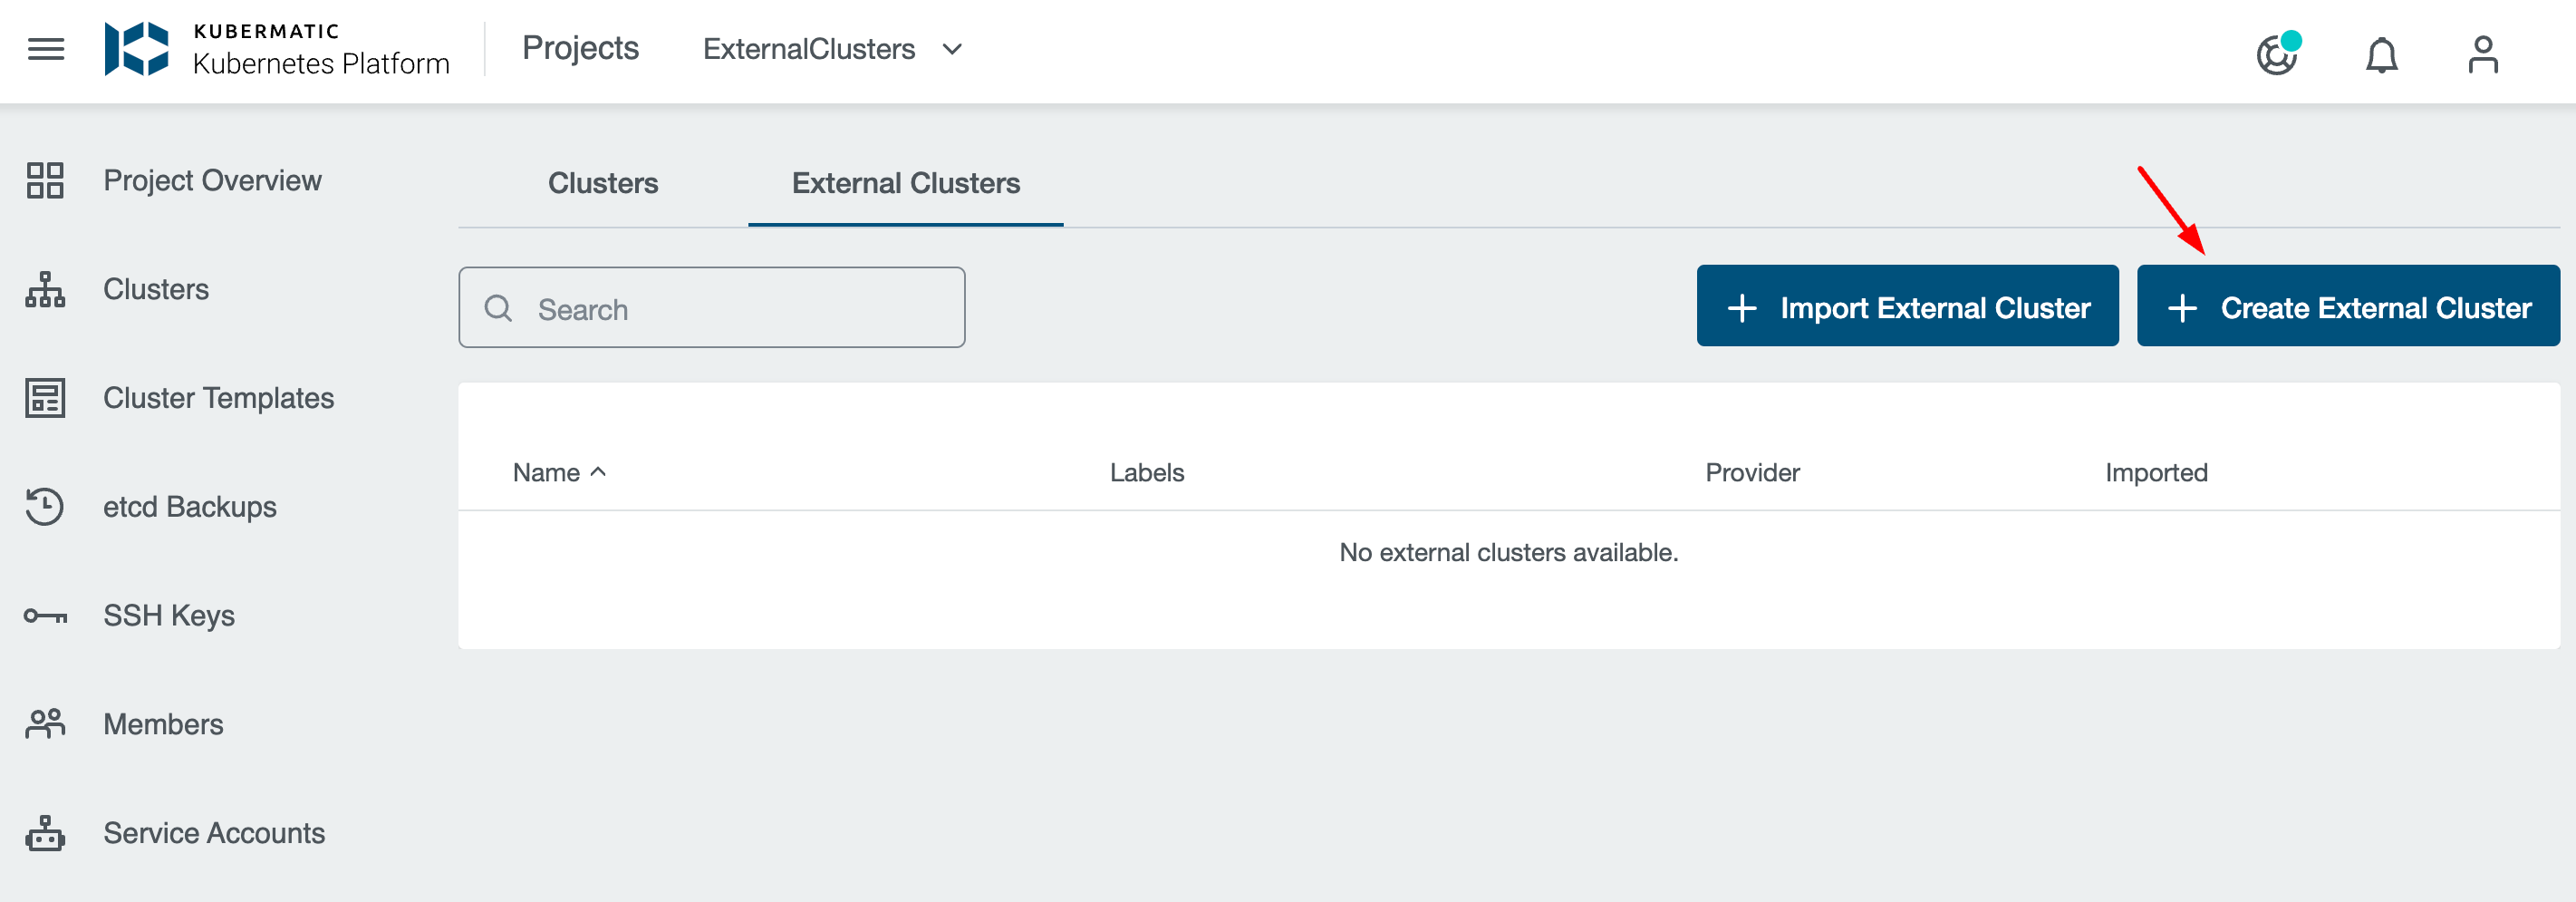 KUBERMATIC
Kubernetes Platform
Projects
ExternalClusters
Project Overview
Clusters
Cluster Templates
etcd Backups
SSH Keys
Members
Service Accounts
Clusters
External Clusters
Search
Import External Cluster
Create External Cluster
Name
Labels
Provider
Imported
No external clusters available.